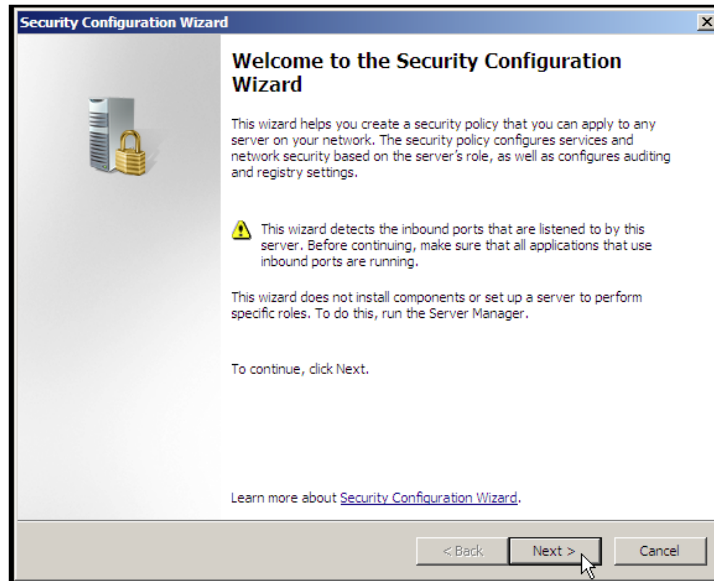 Security Configuration Wizard
Welcome to the Security Configuration
Wizard
This wizard helps you create a security policy that you can apply to any
server on your network. The security policy configures services and
network security based on the server's role, as well as configures auditing
and registry settings.
This wizard detects the inbound ports that are listened to by this
server. Before continuing, make sure that all applications that use
inbound ports are running.
This wizard does not install components or set up a server to perform
specific roles. To do this, run the Server Manager.
To continue, click Next.
Learn more about Security Configuration Wizard.
< Back Next > Cancel